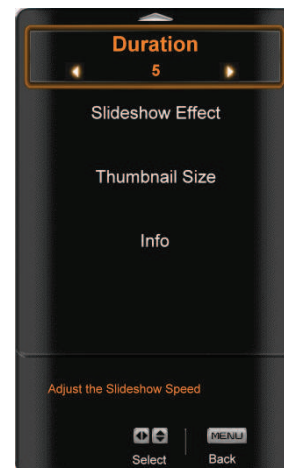 Duration
5
Slideshow Effect
Thumbnail Size
Info
Adjust the Slideshow Speed
MENU
Select Back